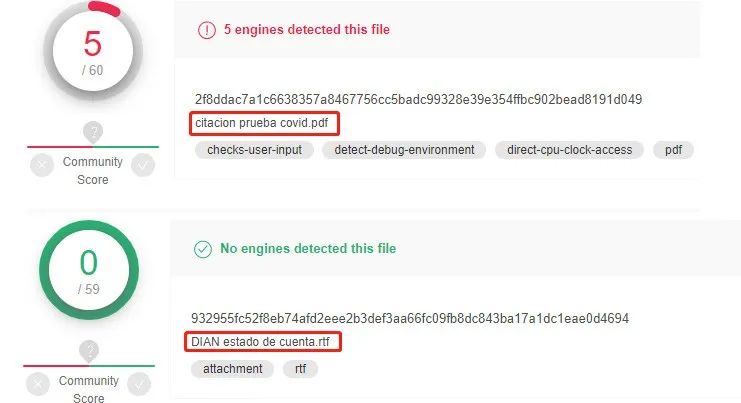 5
/ 60
?
Community
Score
5 engines detected this file
2f8ddac7a1c6638357a8467756cc5badc99328e39e354ffbc902bead8191d049
citacion prueba covid.pdf
checks-user-input detect-debug-environment direct-cpu-clock-access pdf
0
/ 59
?
Community
Score
No engines detected this file
932955fc52f8eb74afd2eee2b3def3aa66fc09fb8dc843ba17a1dc1eae0d4694
DIAN estado de cuenta.rtf
attachment rtf